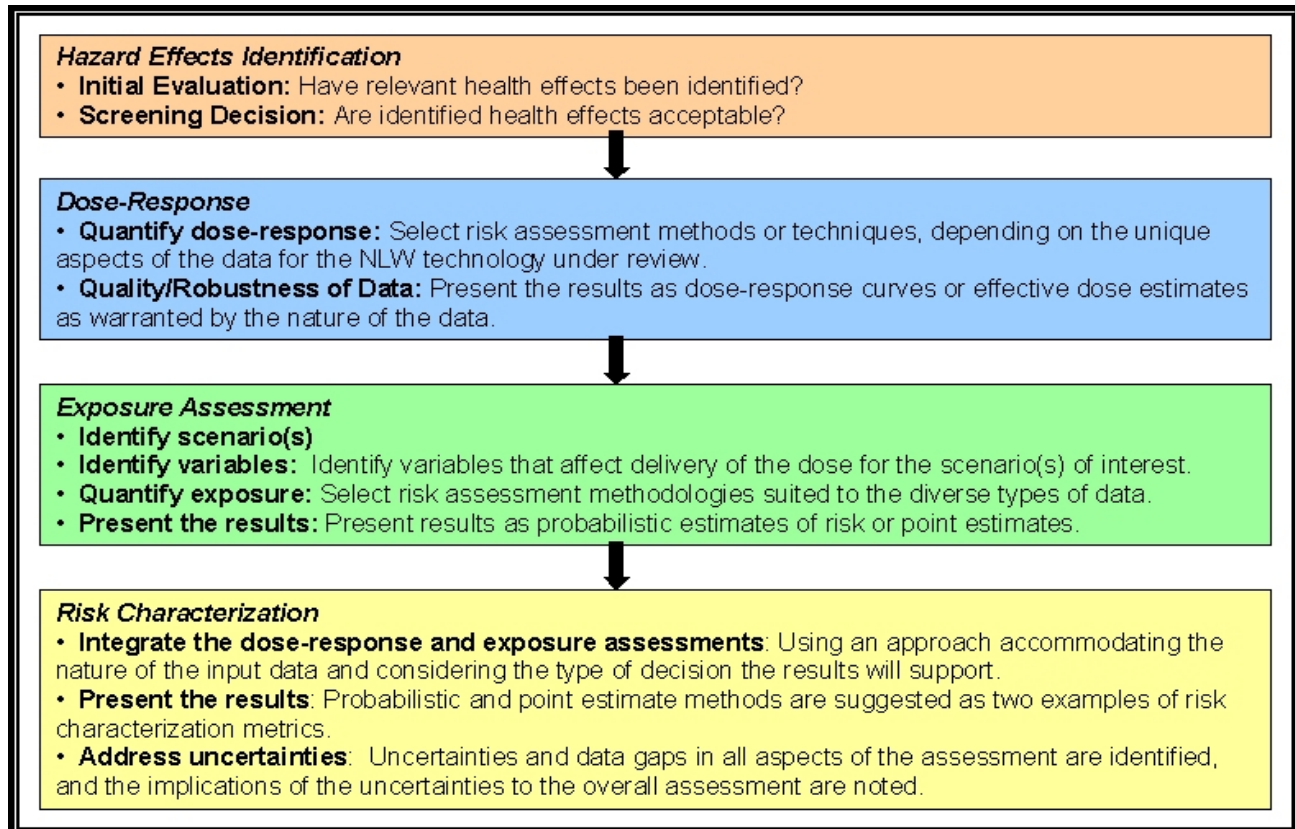 Hazard Effects Identification
• Initial Evaluation: Have relevant health effects been identified?
• Screening Decision: Are identified health effects acceptable?
Dose-Response
• Quantify dose-response: Select risk assessment methods or techniques, depending on the unique
aspects of the data for the NLW technology under review.
• Quality/Robustness of Data: Present the results as dose-response curves or effective dose estimates
as warranted by the nature of the data.
Exposure Assessment
• Identify scenario(s)
• Identify variables: Identify variables that affect delivery of the dose for the scenario(s) of interest.
• Quantify exposure: Select risk assessment methodologies suited to the diverse types of data.
• Present the results: Present results as probabilistic estimates of risk or point estimates.
Risk Characterization
• Integrate the dose-response and exposure assessments: Using an approach accommodating the
nature of the input data and considering the type of decision the results will support.
• Present the results: Probabilistic and point estimate methods are suggested as two examples of risk
characterization metrics.
• Address uncertainties: Uncertainties and data gaps in all aspects of the assessment are identified,
and the implications of the uncertainties to the overall assessment are noted.